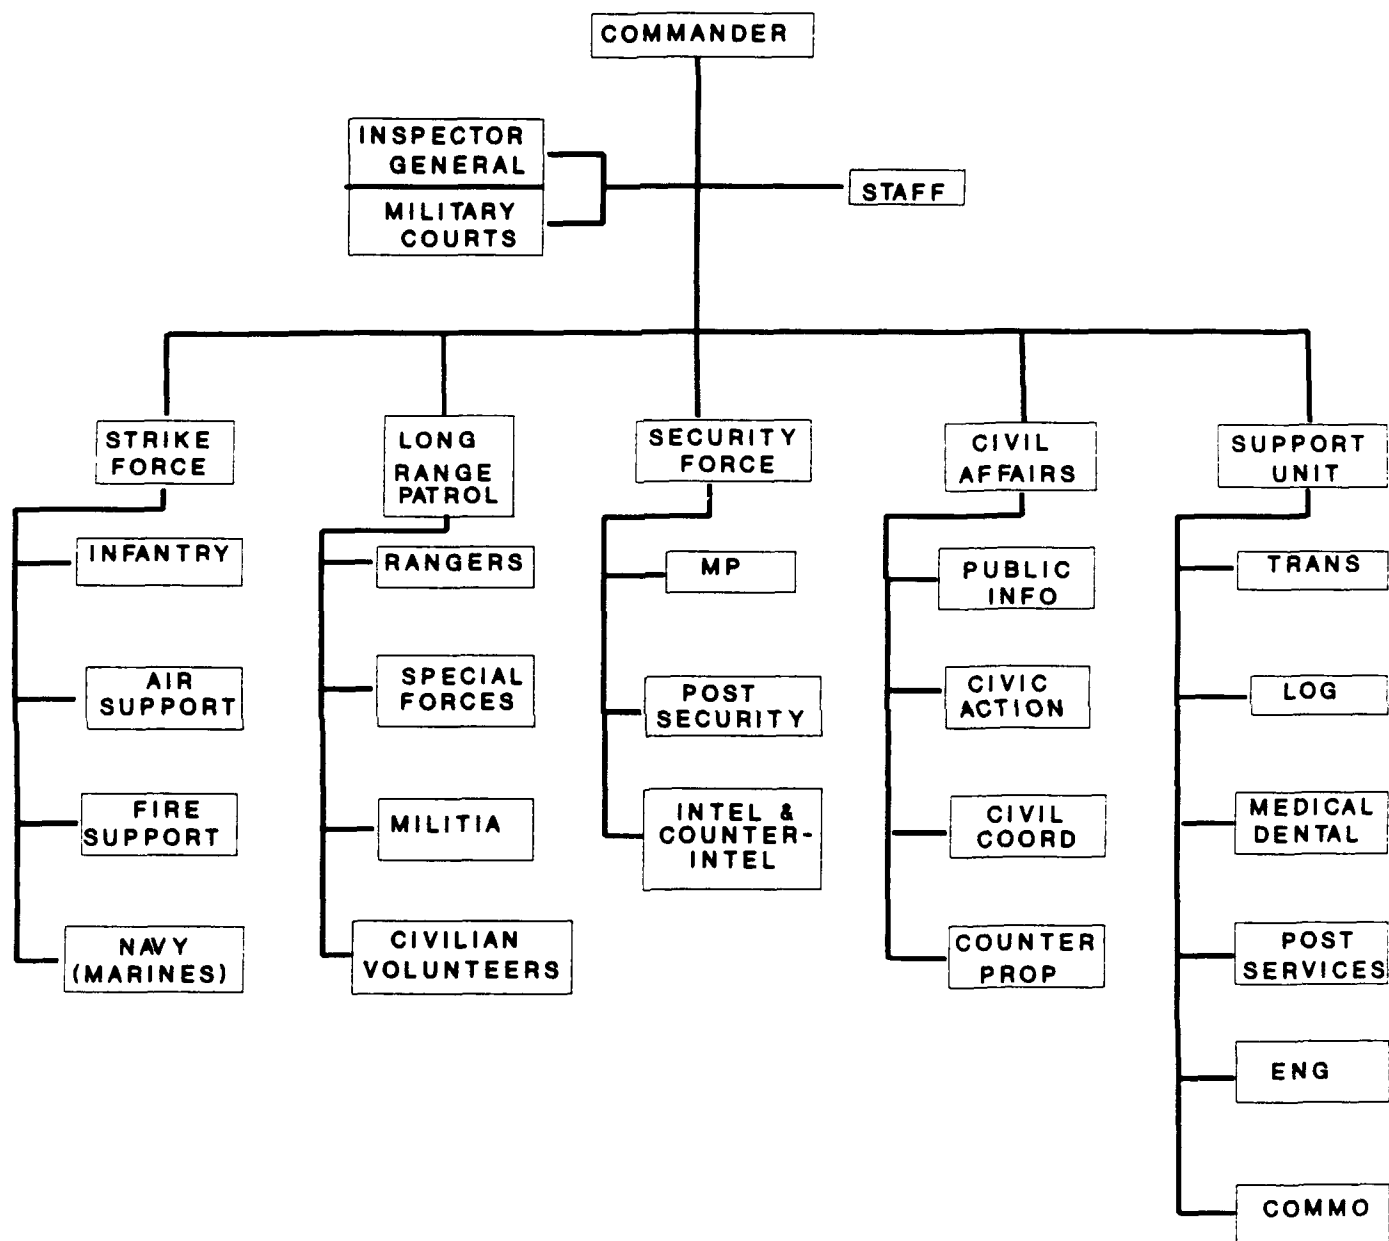 COMMANDER
INSPECTOR
GENERAL
MILITARY
COURTS
STAFF
STRIKE
FORCE
INFANTRY
AIR
SUPPORT
FIRE
SUPPORT
NAVY
(MARINES)
LONG
RANGE
PATROL
RANGERS
SPECIAL
FORCES
MILITIA
CIVILIAN
VOLUNTEERS
SECURITY
FORCE
MP
POST
SECURITY
INTEL &
COUNTER-
INTEL
CIVIL
AFFAIRS
PUBLIC
INFO
CIVIC
ACTION
CIVIL
COORD
COUNTER
PROP
SUPPORT
UNIT
TRANS
LOG
MEDICAL
DENTAL
POST
SERVICES
ENG
COMMO